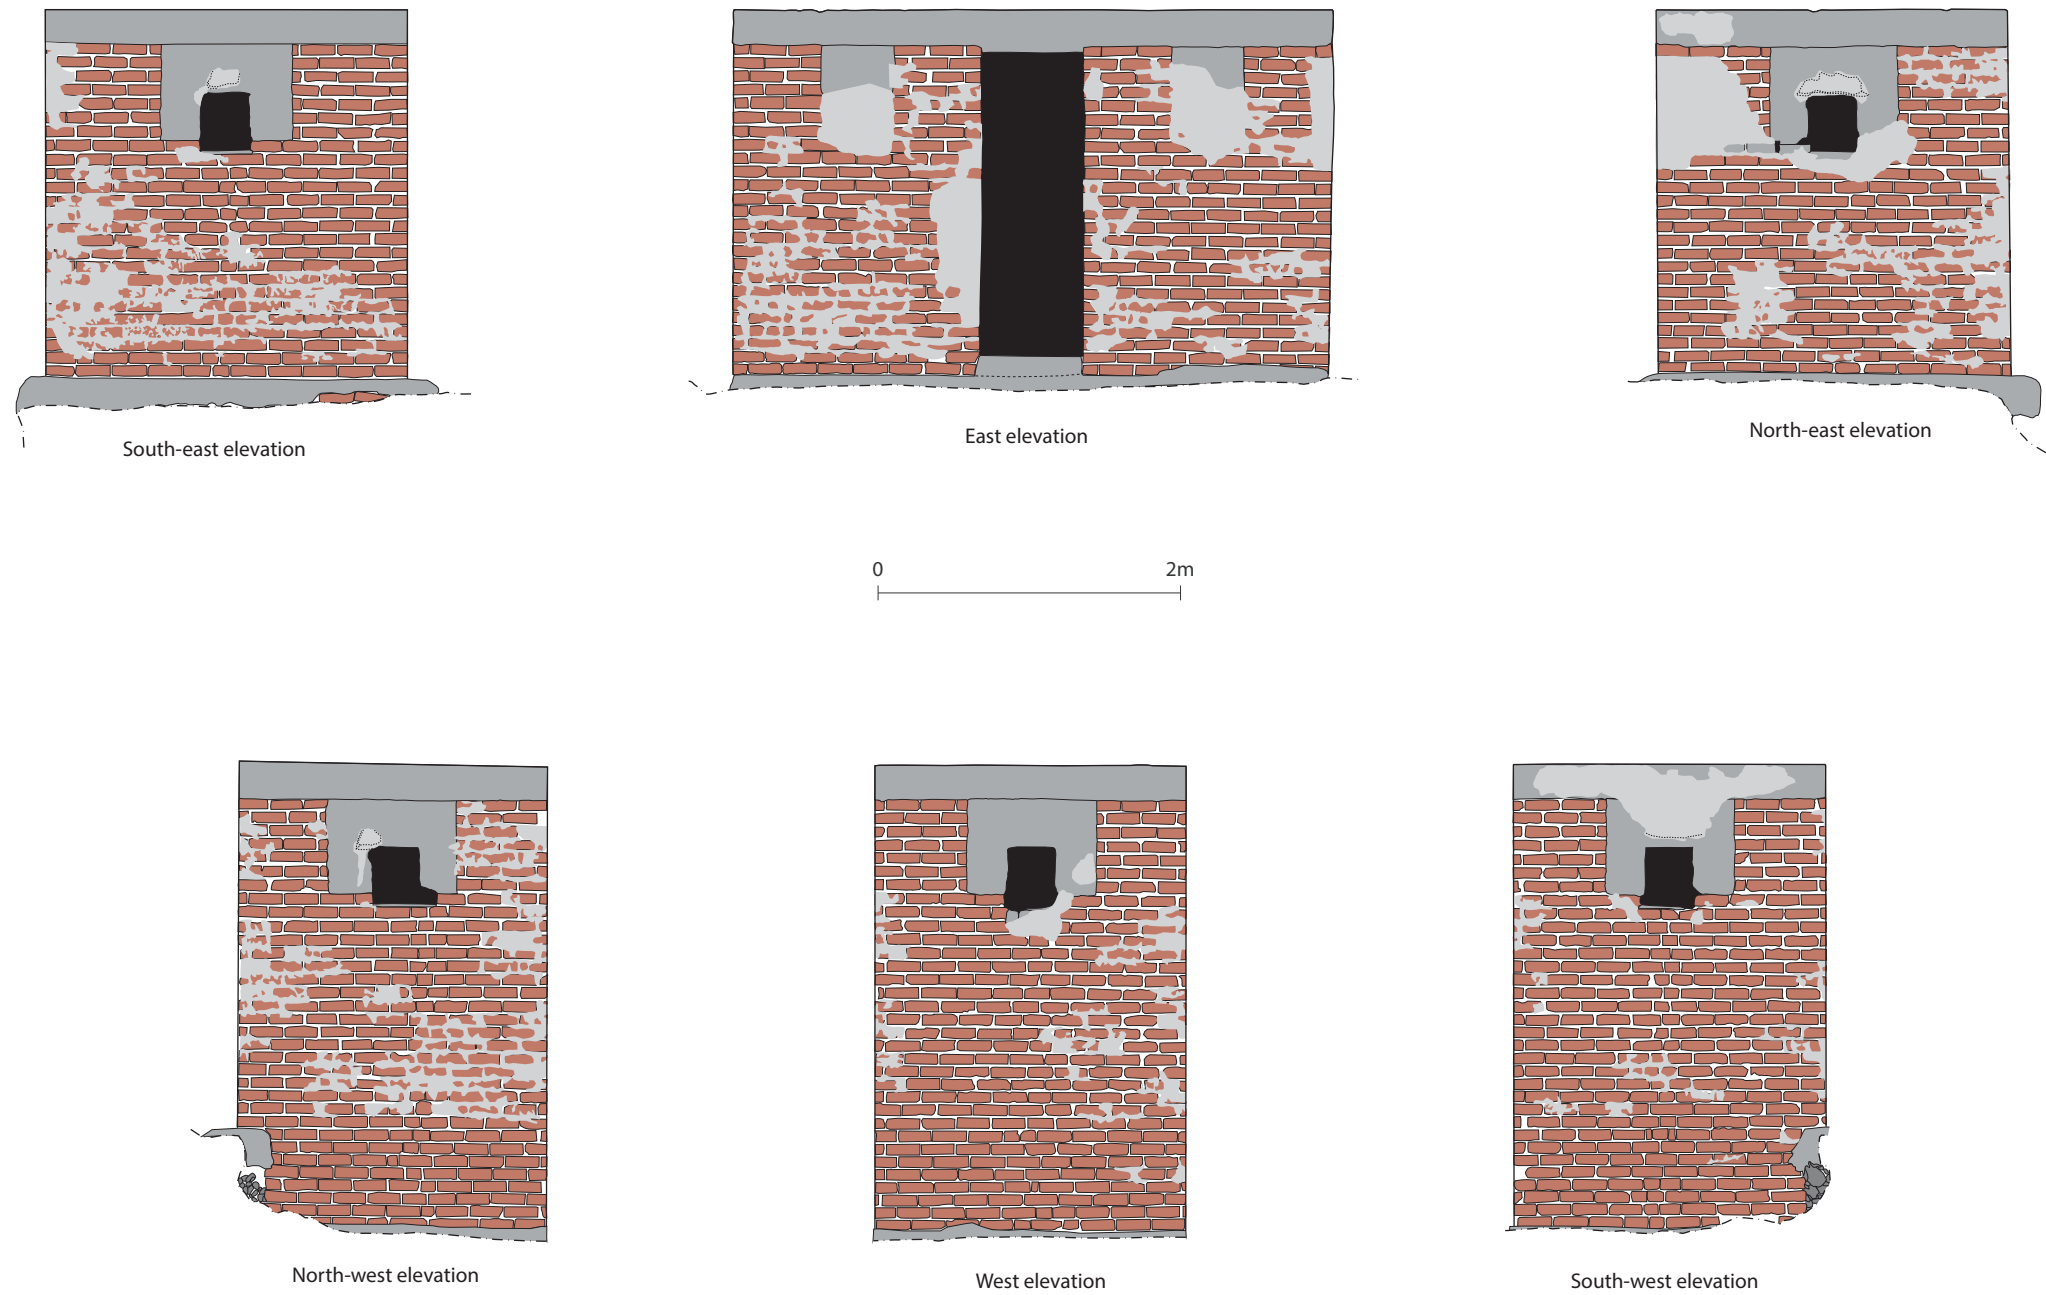 South-east elevation
East elevation
North-east elevation
0 2m
North-west elevation
West elevation
South-west elevation